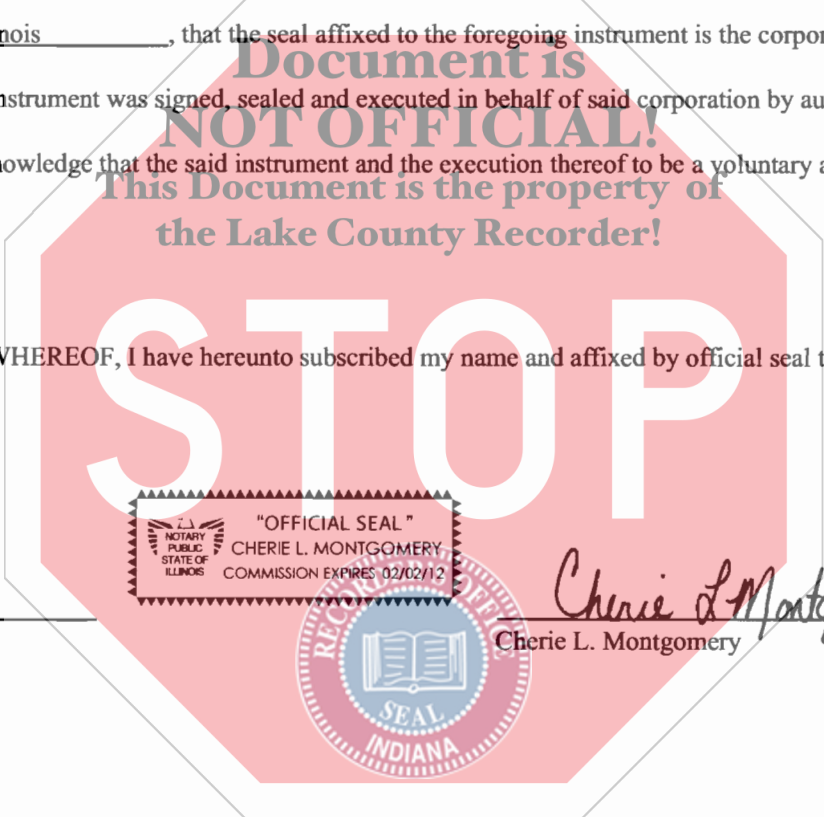 nois ________, that the seal affixed to the foregoing instrument is the corpor
Document is
nstrument was signed, sealed and executed in behalf of said corporation by au
NOT OFFICIAL!
owledge that the said instrument and the execution thereof to be a voluntary a
This Document is the property of
the Lake County Recorder!
STOP
WHEREOF, I have hereunto subscribed my name and affixed by official seal t
"OFFICIAL SEAL"
NOTARY
PUBLIC
STATE OF
ILLINOIS
CHERIE L. MONTGOMERY
COMMISSION EXPIRES 02/02/12
Cherie L Montg
Cherie L. Montgomery
RECORDER'S OFFICE
SEAL
INDIANA